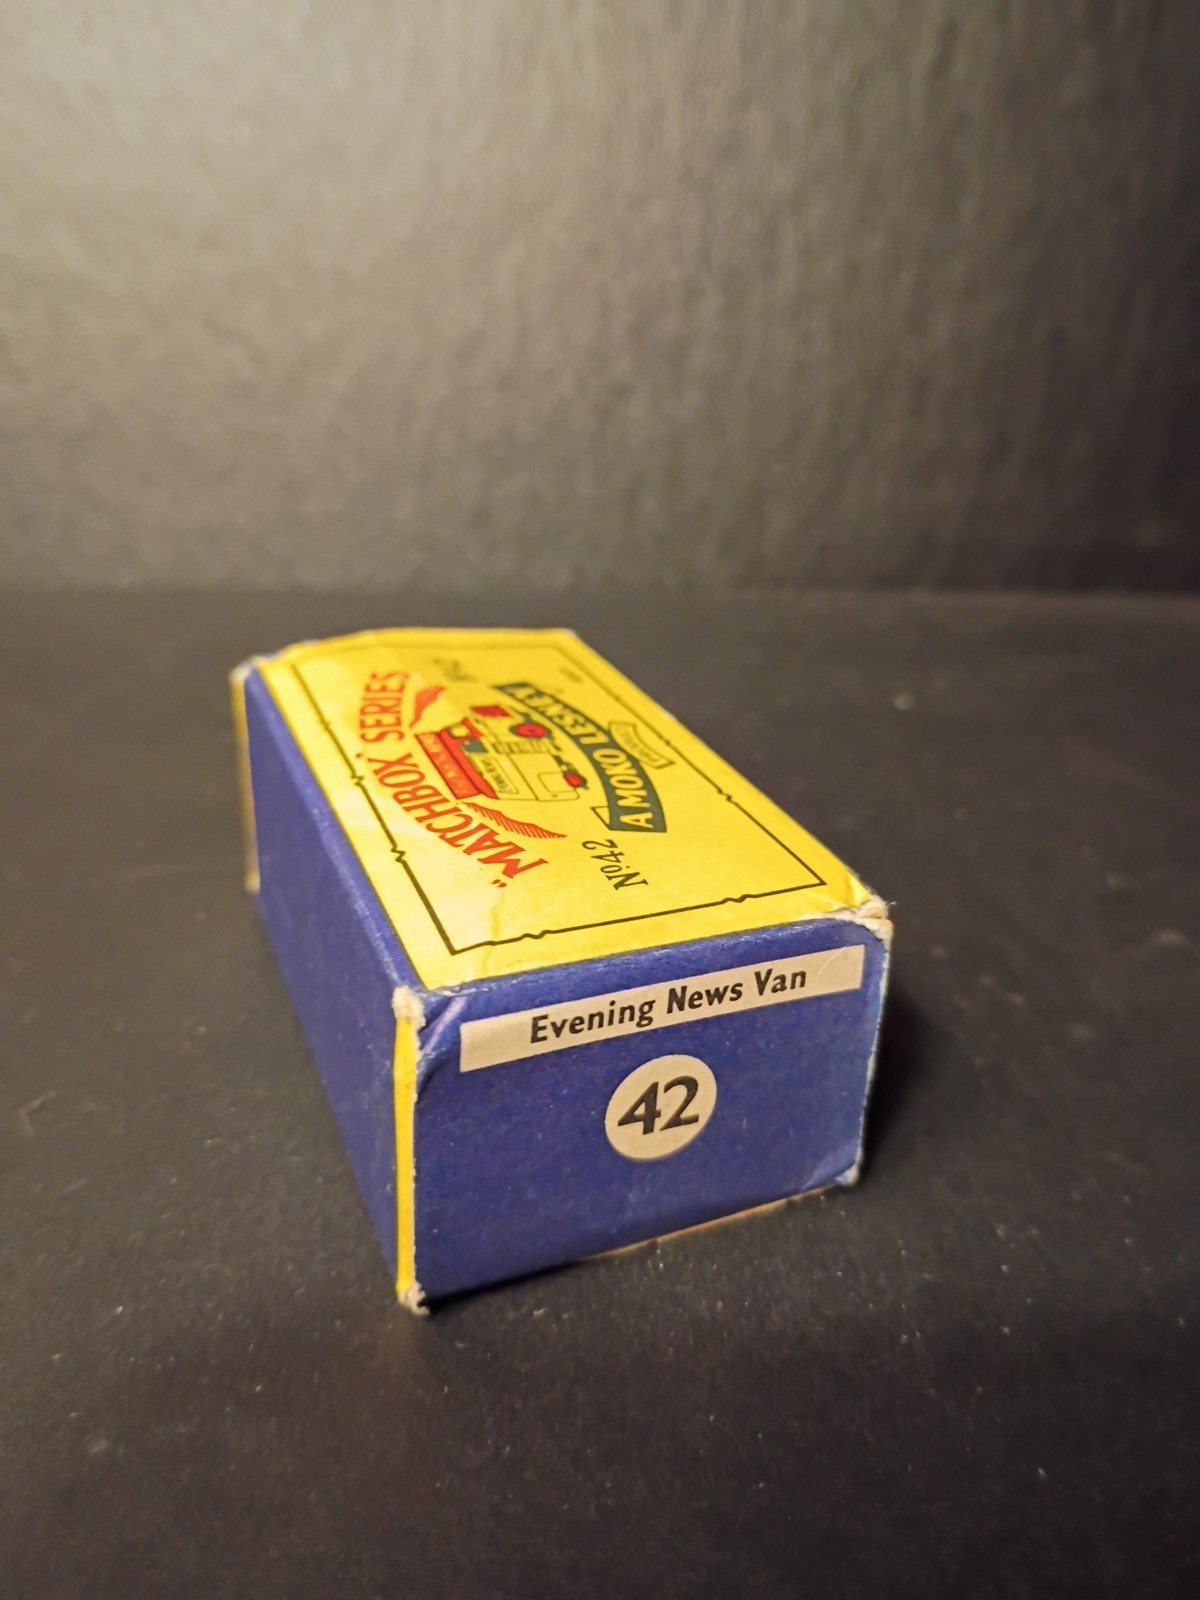 "MATCHBOX" SERIES
A MOKO LESNEY
No. 42
Evening News Van
42